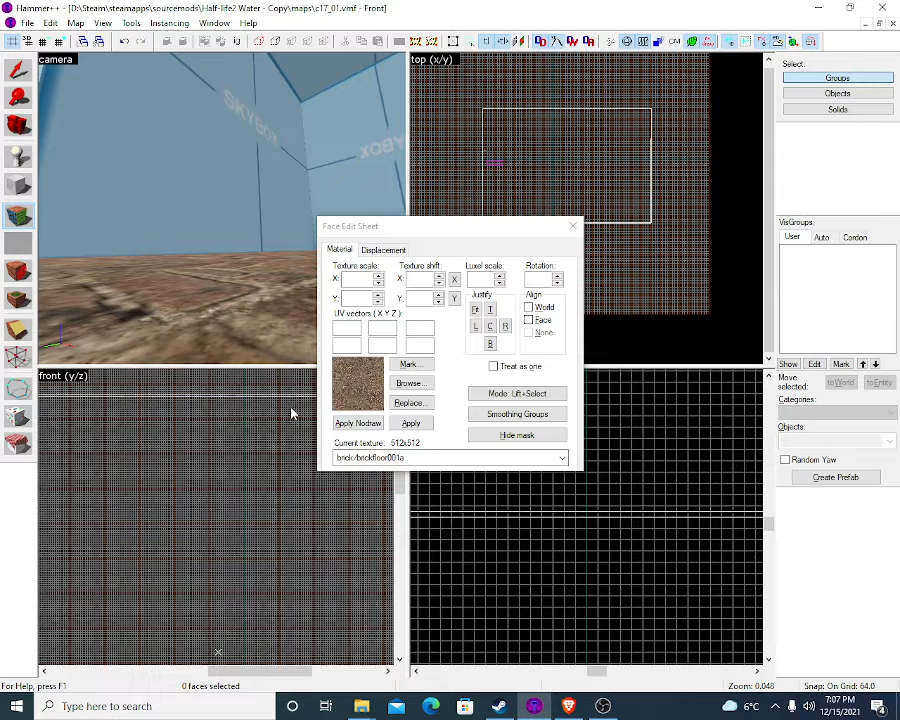 Hammer++ - [D:\Steam\steamapps\sourcemods\Half-life2 Water - Copy\maps\c17_01.vmf - Front]
File Edit Map View Tools Instancing Window Help
camera
SKYBOX
SKYBOX
top (x/y)
Select:
Groups
Objects
Solids
Face Edit Sheet
Material Displacement
Texture scale: Texture shift: Luxel scale: Rotation:
X: X: X
Y: Y: Y
Justify
Align
Fit T
World
L C R
Face
B
None
UV vectors ( X Y Z ):
Mark...
Treat as one
Browse...
Mode: Lift+Select
Replace...
Smoothing Groups
Apply Nodraw Apply
Hide mask
Current texture: 512x512
brick/brickfloor001a
VisGroups:
User Auto Cordon
Show Edit Mark
Move selected:
toWorld toEntity
Categories:
Objects:
Random Yaw
Create Prefab
front (y/z)
For Help, press F1
0 faces selected
Zoom: 0.048
Snap: On Grid: 64.0
Type here to search
6°C
7:07 PM
12/15/2021
4